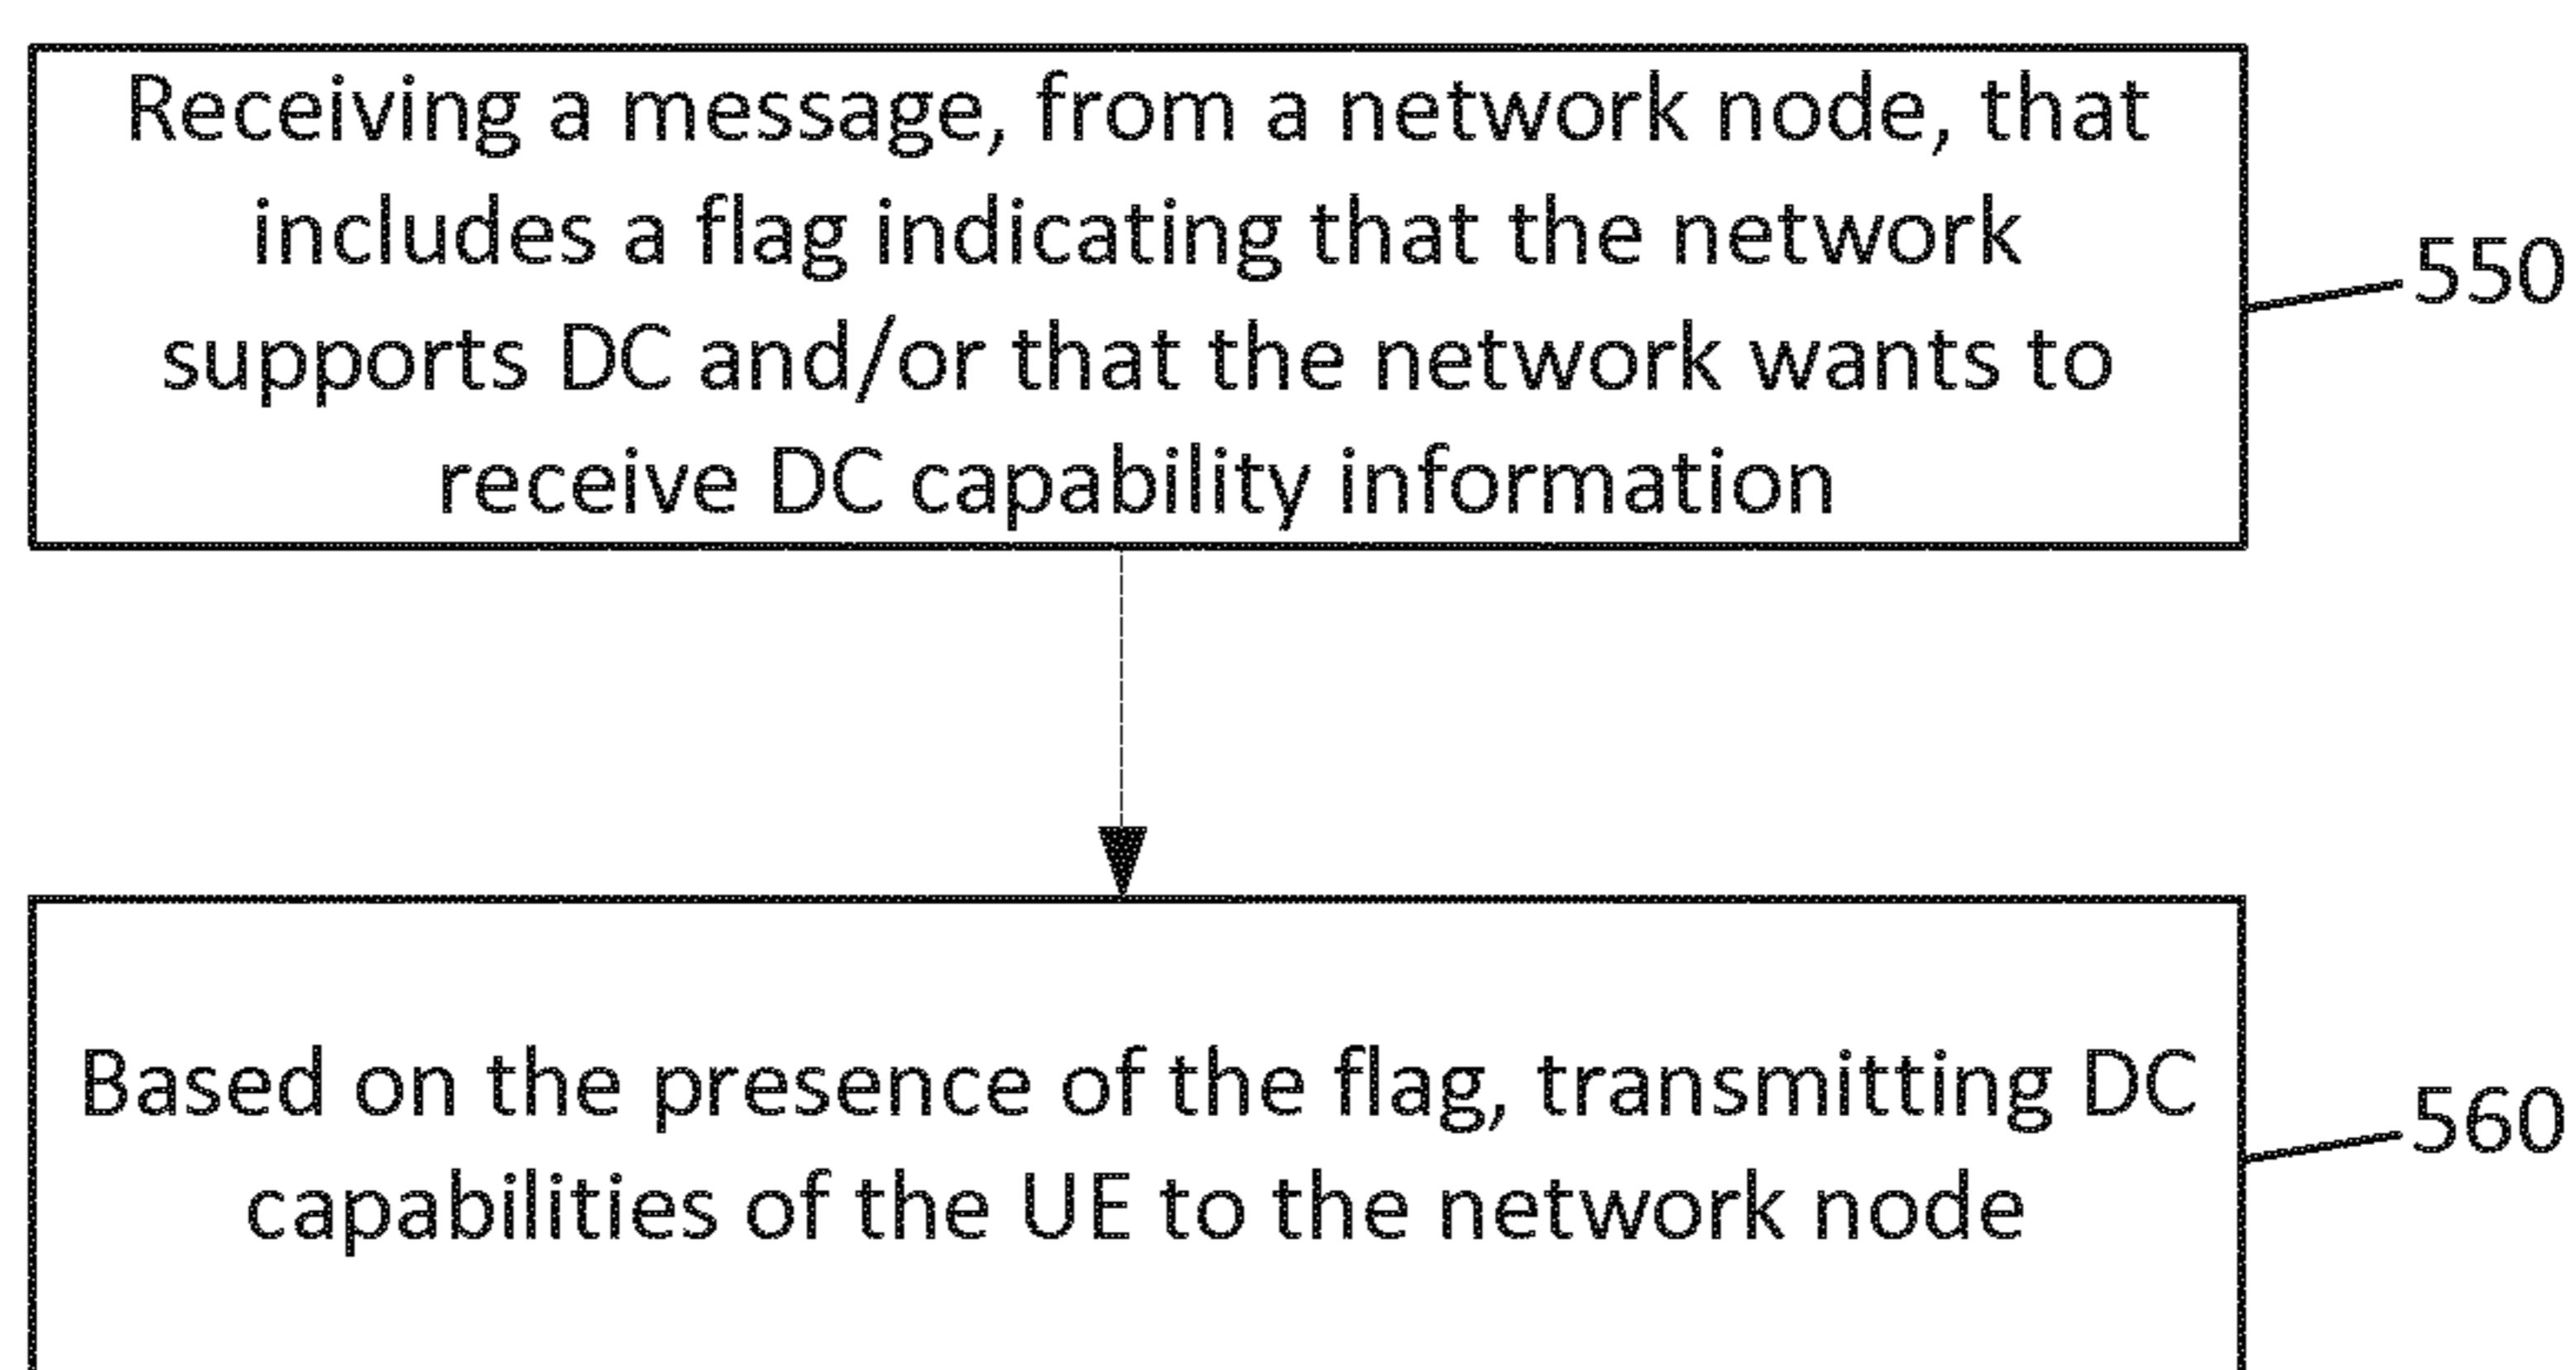 Receiving a message, from a network node, that
includes a flag indicating that the network
supports DC and/or that the network wants to
receive DC capability information
550
Based on the presence of the flag, transmitting DC
capabilities of the UE to the network node
560